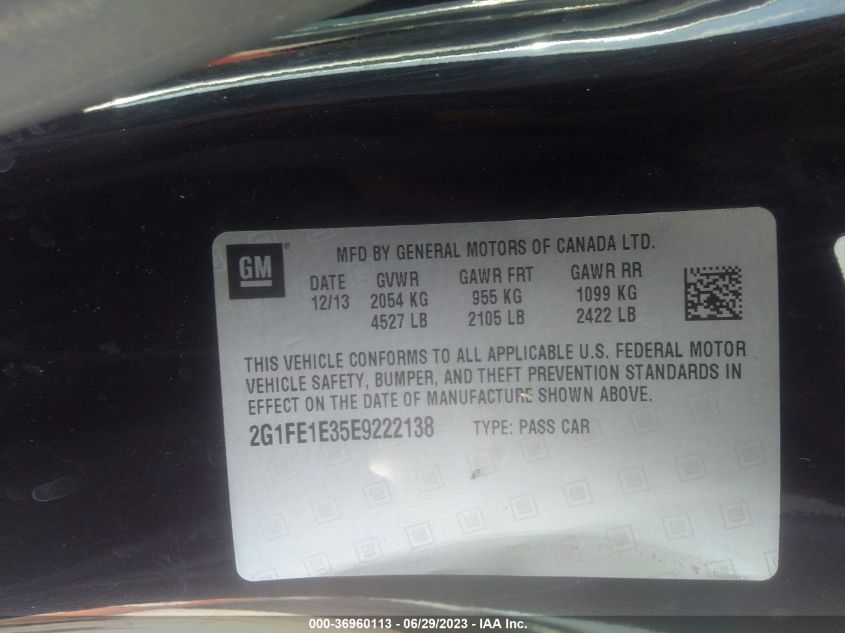 GM®
MFD BY GENERAL MOTORS OF CANADA LTD.
DATE GVWR GAWR FRT GAWR RR
12/13 2054 KG 955 KG 1099 KG
4527 LB 2105 LB 2422 LB
THIS VEHICLE CONFORMS TO ALL APPLICABLE U.S. FEDERAL MOTOR
VEHICLE SAFETY, BUMPER, AND THEFT PREVENTION STANDARDS IN
EFFECT ON THE DATE OF MANUFACTURE SHOWN ABOVE.
2G1FE1E35E9222138 TYPE: PASS CAR
000-36960113 - 06/29/2023 - IAA Inc.